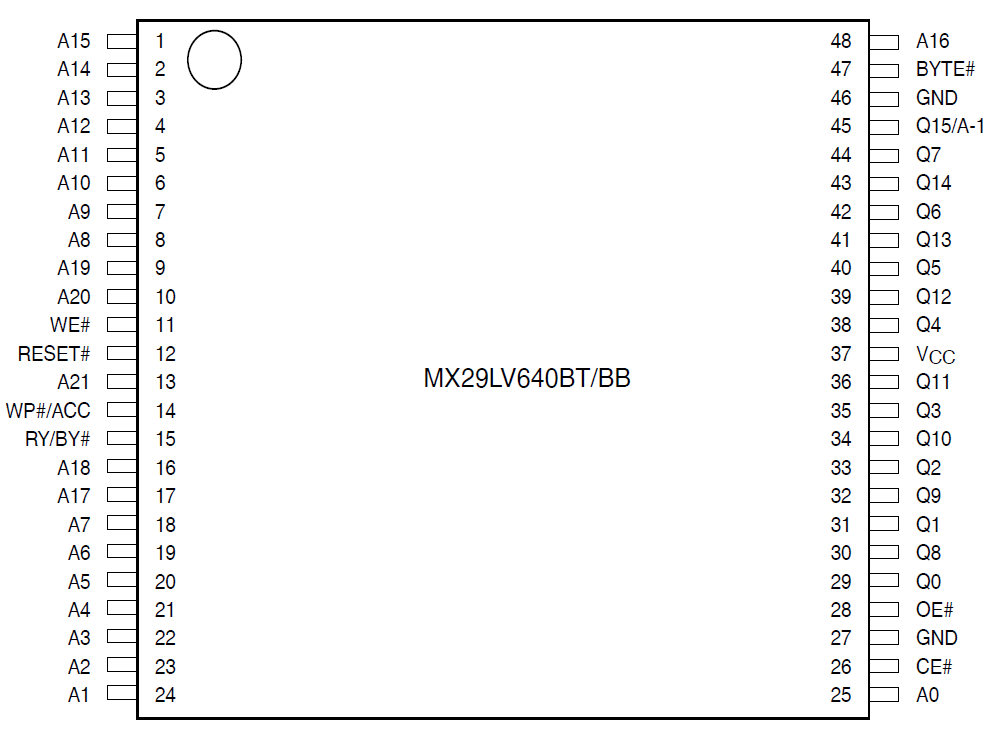 A15 1 48 A16
A14 2 47 BYTE#
A13 3 46 GND
A12 4 45 Q15/A-1
A11 5 44 Q7
A10 6 43 Q14
A9 7 42 Q6
A8 8 41 Q13
A19 9 40 Q5
A20 10 39 Q12
WE# 11 38 Q4
RESET# 12 37 VCC
A21 13 36 Q11
MX29LV640BT/BB
WP#/ACC 14 35 Q3
RY/BY# 15 34 Q10
A18 16 33 Q2
A17 17 32 Q9
A7 18 31 Q1
A6 19 30 Q8
A5 20 29 Q0
A4 21 28 OE#
A3 22 27 GND
A2 23 26 CE#
A1 24 25 A0